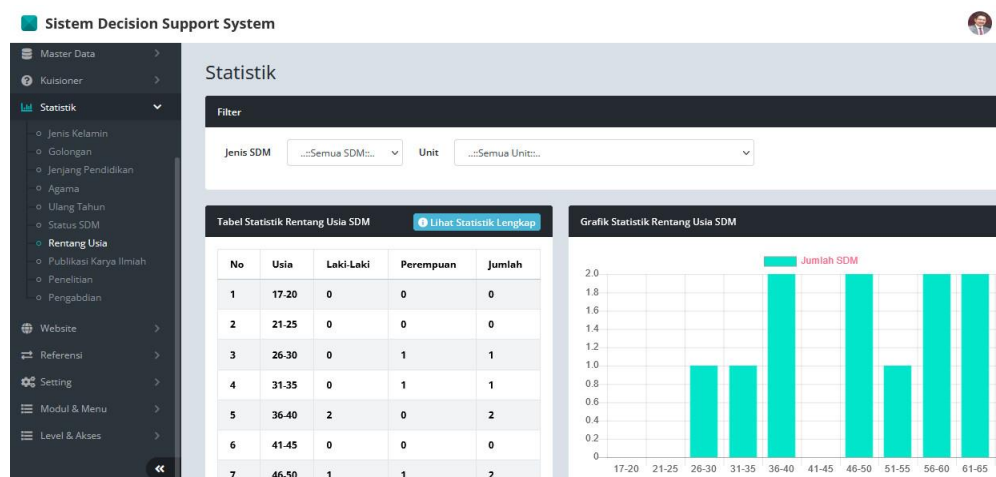 Sistem Decision Support System
Master Data
Kuisioner
Statistik
Jenis Kelamin
Golongan
Jenjang Pendidikan
Agama
Ulang Tahun
Status SDM
Rentang Usia
Publikasi Karya Ilmiah
Penelitian
Pengabdian
Website
Referensi
Setting
Modul & Menu
Level & Akses
Statistik
Filter
Jenis SDM ..::Semua SDM::.. Unit ..::Semua Unit::..
Tabel Statistik Rentang Usia SDM Lihat Statistik Lengkap
No Usia Laki-Laki Perempuan Jumlah
1 17-20 0 0 0
2 21-25 0 0 0
3 26-30 0 1 1
4 31-35 0 1 1
5 36-40 2 0 2
6 41-45 0 0 0
7 46-50 1 1 2
Grafik Statistik Rentang Usia SDM
Jumlah SDM
2.0
1.8
1.6
1.4
1.2
1.0
0.8
0.6
0.4
0.2
0
17-20 21-25 26-30 31-35 36-40 41-45 46-50 51-55 56-60 61-65